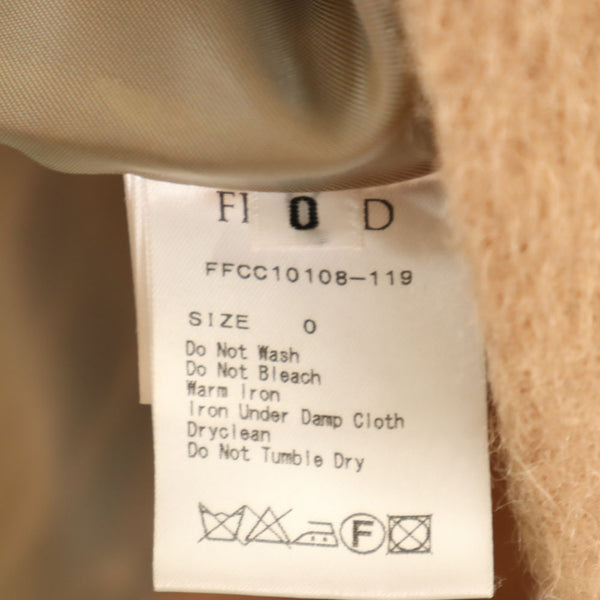 FI 0 D
FFCC10108-119
SIZE 0
Do Not Wash
Do Not Bleach
Warm Iron
Iron Under Damp Cloth
Dryclean
Do Not Tumble Dry
F